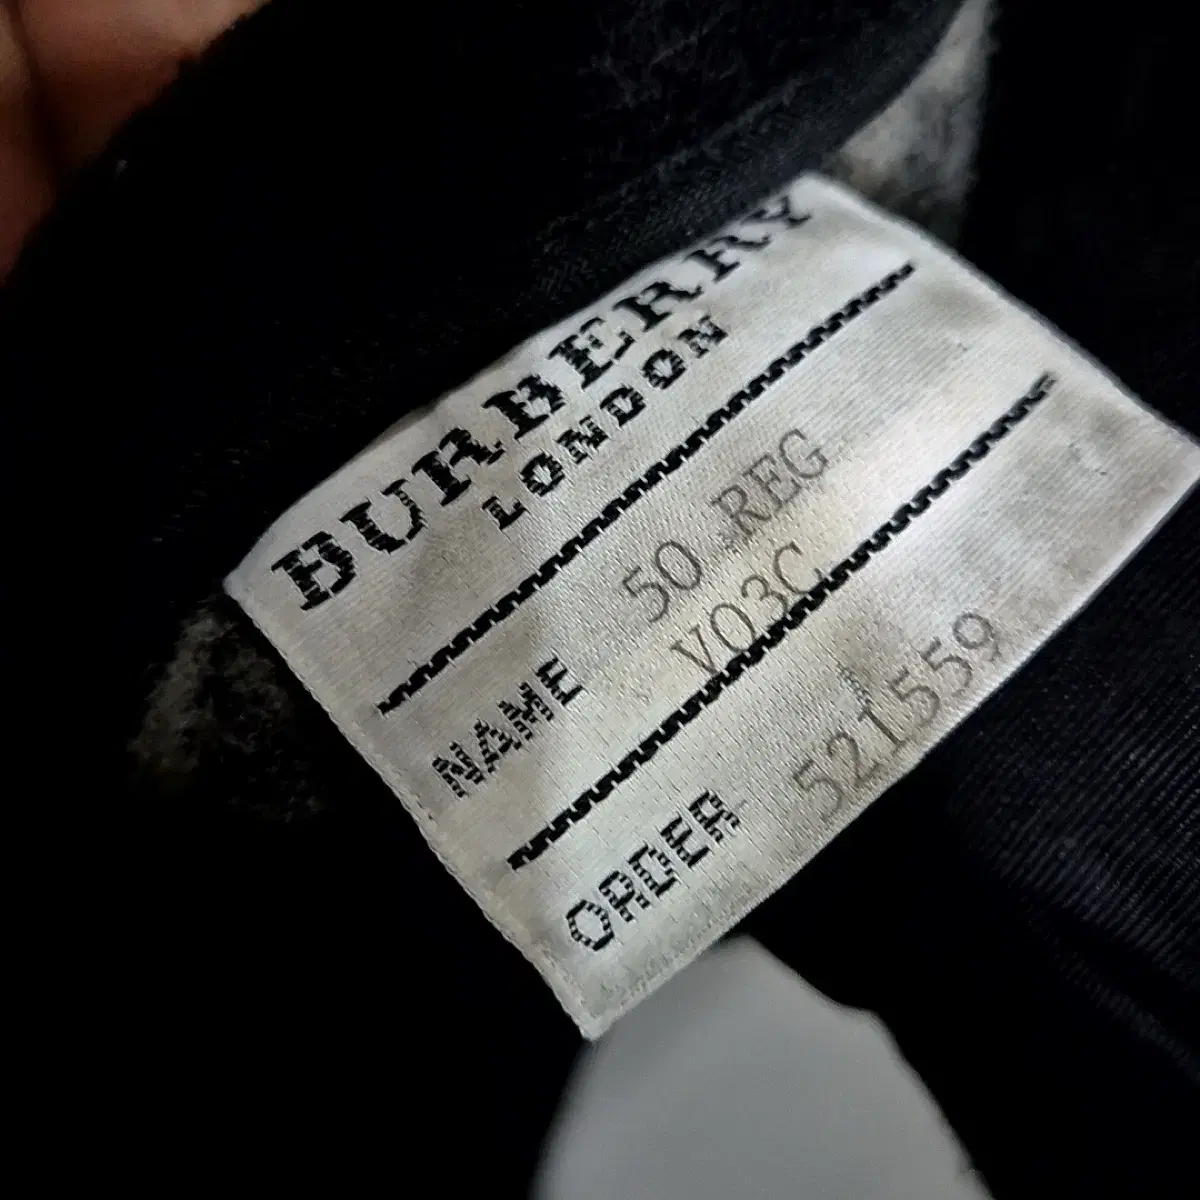 BURBERRY
LONDON
50 REG
NAME V03C
ORDER 521559